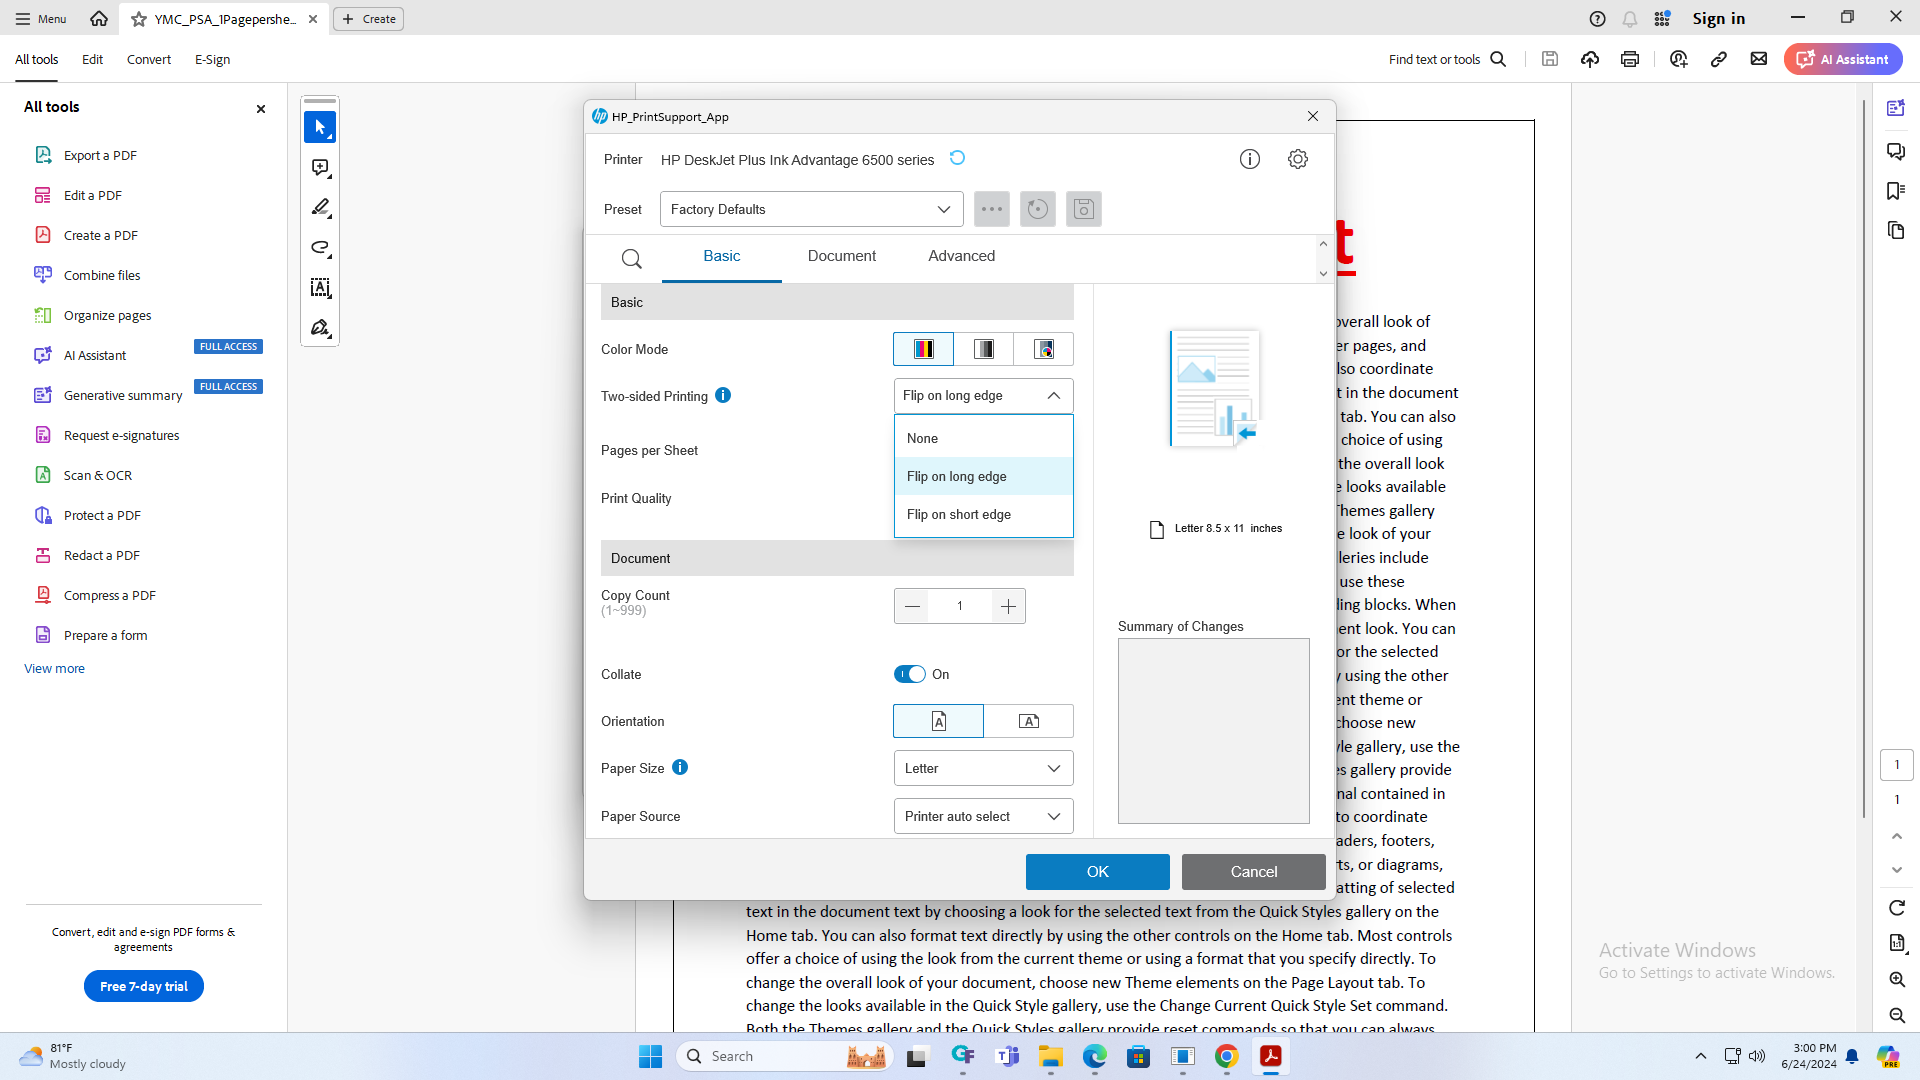 Menu
YMC_PSA_1Pagepershe...
Create
Sign in
All tools
Edit
Convert
E-Sign
Find text or tools
AI Assistant
All tools
Export a PDF
Edit a PDF
Create a PDF
Combine files
Organize pages
AI Assistant
FULL ACCESS
Generative summary
FULL ACCESS
Request e-signatures
Scan & OCR
Protect a PDF
Redact a PDF
Compress a PDF
Prepare a form
View more
Convert, edit and e-sign PDF forms &
agreements
Free 7-day trial
HP_PrintSupport_App
Printer
HP DeskJet Plus Ink Advantage 6500 series
Preset
Factory Defaults
Basic
Document
Advanced
Basic
Color Mode
Two-sided Printing
Flip on long edge
None
Flip on long edge
Flip on short edge
Pages per Sheet
Print Quality
Document
Copy Count
(1~999)
1
Collate
On
Orientation
Paper Size
Letter
Paper Source
Printer auto select
Letter 8.5 x 11 inches
Summary of Changes
OK
Cancel
t
overall look of
er pages, and
lso coordinate
t in the document
tab. You can also
choice of using
the overall look
e looks available
Themes gallery
e look of your
lleries include
use these
ling blocks. When
ent look. You can
or the selected
y using the other
ent theme or
choose new
yle gallery, use the
s gallery provide
nal contained in
to coordinate
aders, footers,
rts, or diagrams,
atting of selected
text in the document text by choosing a look for the selected text from the Quick Styles gallery on the
Home tab. You can also format text directly by using the other controls on the Home tab. Most controls
offer a choice of using the look from the current theme or using a format that you specify directly. To
change the overall look of your document, choose new Theme elements on the Page Layout tab. To
change the looks available in the Quick Style gallery, use the Change Current Quick Style Set command.
Both the Themes gallery and the Quick Styles gallery provide reset commands so that you can always
1
1
Activate Windows
Go to Settings to activate Windows.
81°F
Mostly cloudy
Search
3:00 PM
6/24/2024
PRE